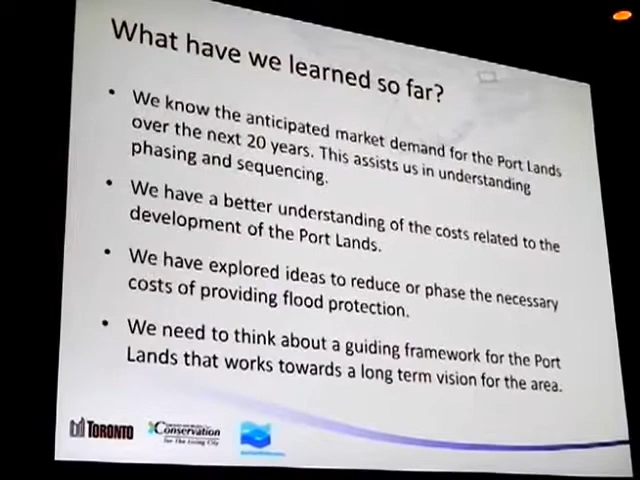 What have we learned so far?
• We know the anticipated market demand for the Port Lands
over the next 20 years. This assists us in understanding
phasing and sequencing.
• We have a better understanding of the costs related to the
development of the Port Lands.
• We have explored ideas to reduce or phase the necessary
costs of providing flood protection.
• We need to think about a guiding framework for the Port
Lands that works towards a long term vision for the area.
TORONTO
Conservation
for The Living City